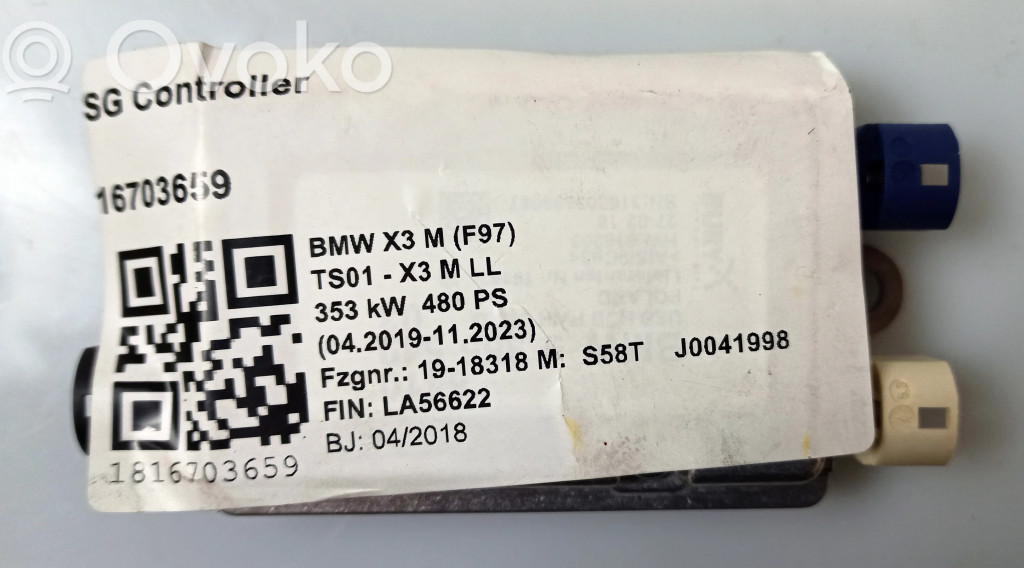 Ovoko
SG Controller
16703659
BMW X3 M (F97)
TS01 - X3 M LL
353 kW 480 PS
(04.2019-11.2023)
Fzgnr.: 19-18318 M: S58T J0041998
FIN: LA56622
BJ: 04/2018
1816703659